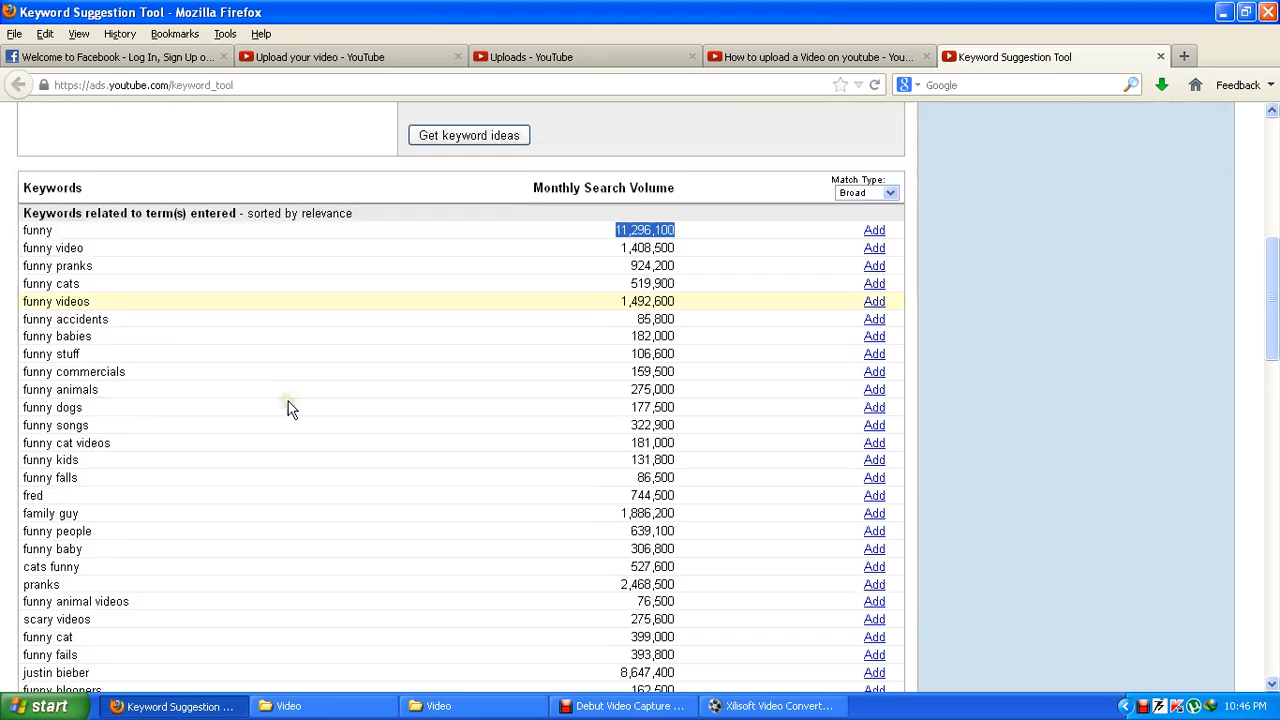 Keyword Suggestion Tool - Mozilla Firefox
File Edit View History Bookmarks Tools Help
Welcome to Facebook - Log In, Sign Up o... Upload your video - YouTube Uploads - YouTube How to upload a Video on youtube - You... Keyword Suggestion Tool
https://ads.youtube.com/keyword_tool Google Feedback
Get keyword ideas
Keywords Monthly Search Volume Match Type:
Broad
Keywords related to term(s) entered - sorted by relevance
funny 11,296,100 Add
funny video 1,408,500 Add
funny pranks 924,200 Add
funny cats 519,900 Add
funny videos 1,492,600 Add
funny accidents 85,800 Add
funny babies 182,000 Add
funny stuff 106,600 Add
funny commercials 159,500 Add
funny animals 275,000 Add
funny dogs 177,500 Add
funny songs 322,900 Add
funny cat videos 181,000 Add
funny kids 131,800 Add
funny falls 86,500 Add
fred 744,500 Add
family guy 1,886,200 Add
funny people 639,100 Add
funny baby 306,800 Add
cats funny 527,600 Add
pranks 2,468,500 Add
funny animal videos 76,500 Add
scary videos 275,600 Add
funny cat 399,000 Add
funny fails 393,800 Add
justin bieber 8,647,400 Add
funny bloopers 162,500 Add
start Keyword Suggestion ... Video Video Debut Video Capture ... Xilisoft Video Convert... 10:46 PM